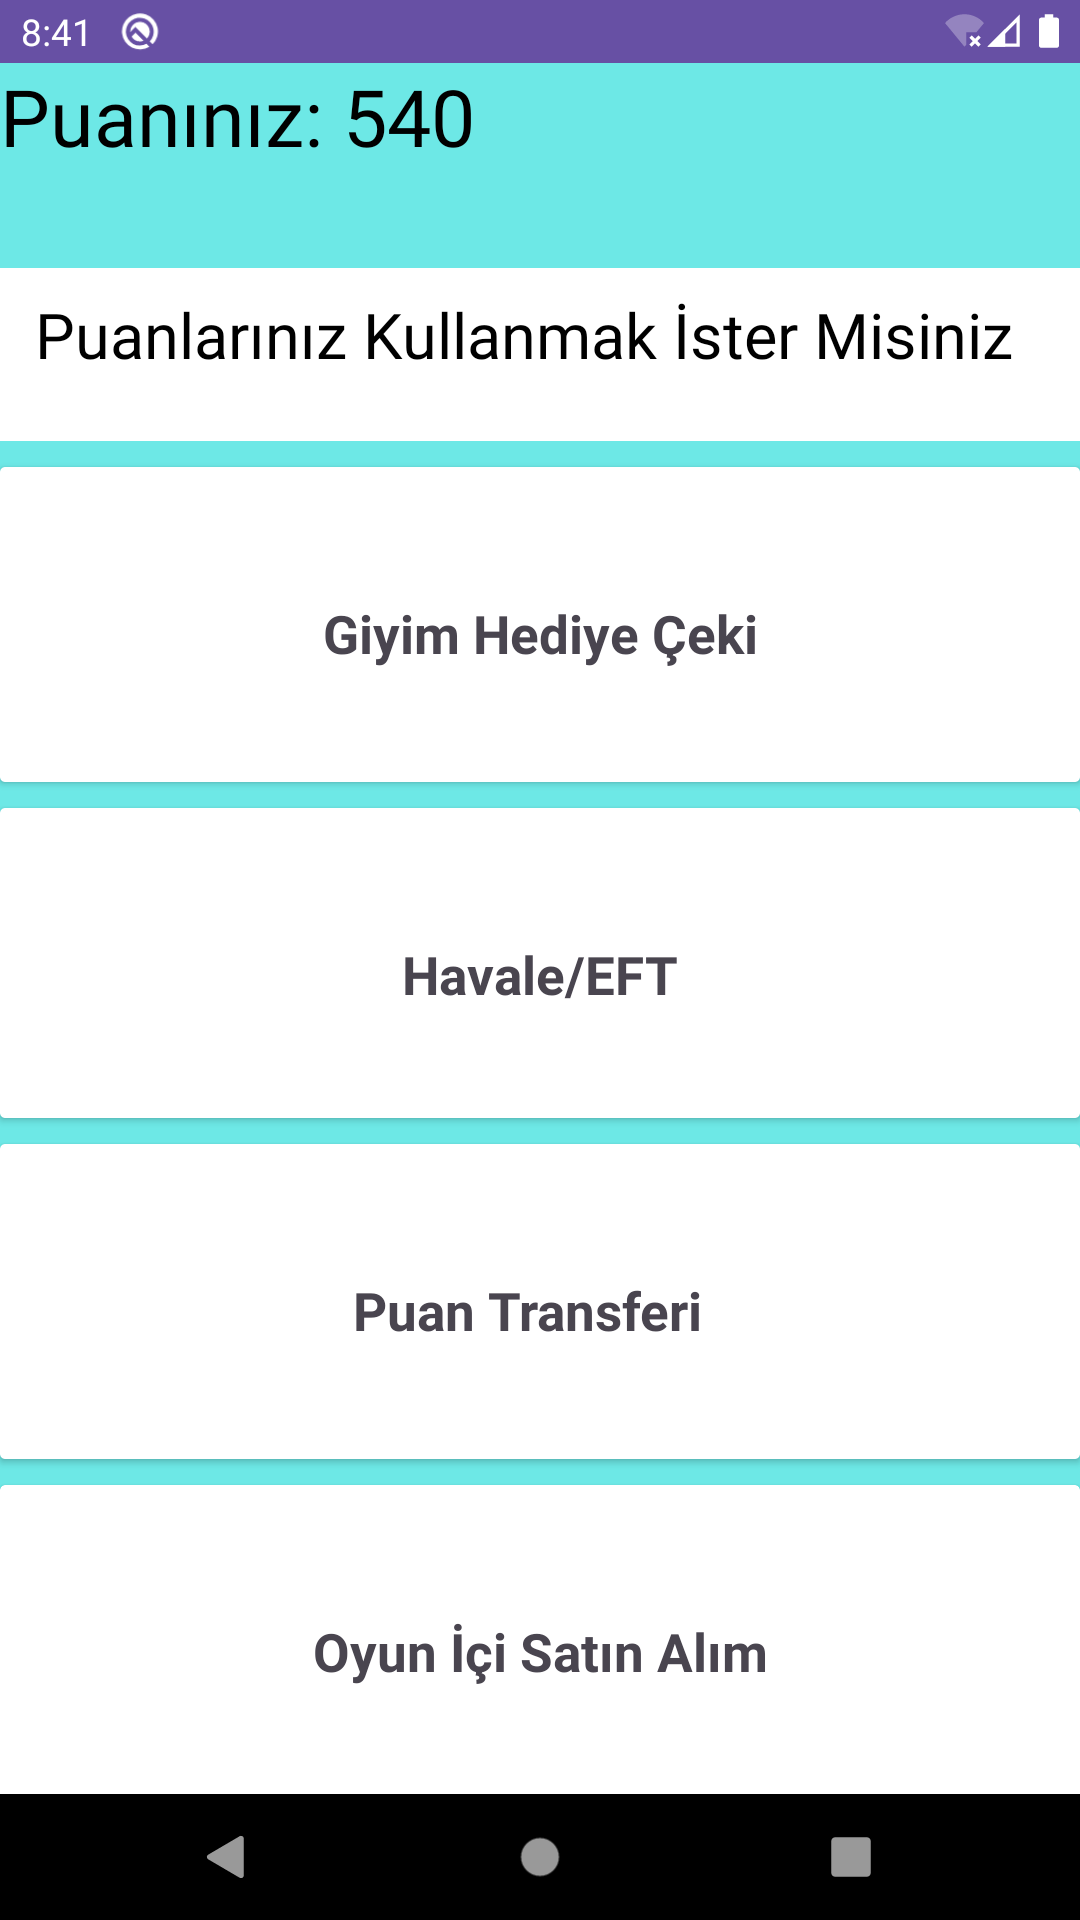 8:41
Puanınız: 540
Puanlarınız Kullanmak İster Misiniz
Giyim Hediye Çeki
Havale/EFT
Puan Transferi
Oyun İçi Satın Alım